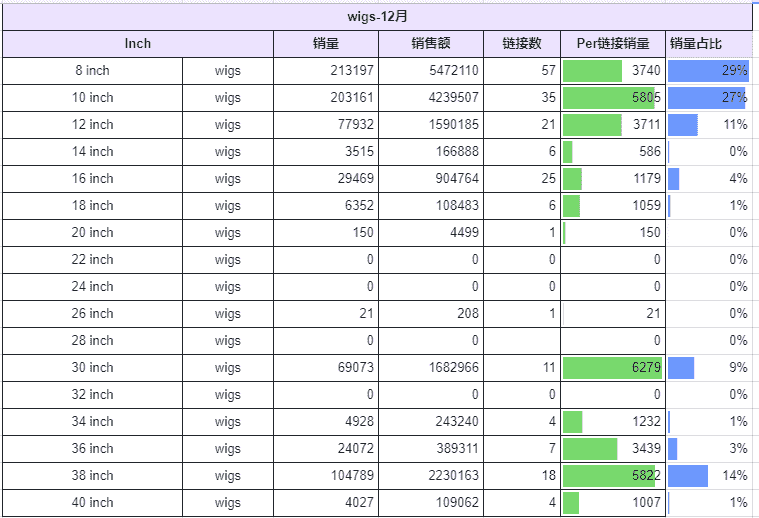 wigs-12月
Inch 销量 销售额 链接数 Per链接销量 销量占比
8 inch wigs 213197 5472110 57 3740 29%
10 inch wigs 203161 4239507 35 5805 27%
12 inch wigs 77932 1590185 21 3711 11%
14 inch wigs 3515 166888 6 586 0%
16 inch wigs 29469 904764 25 1179 4%
18 inch wigs 6352 108483 6 1059 1%
20 inch wigs 150 4499 1 150 0%
22 inch wigs 0 0 0 0 0%
24 inch wigs 0 0 0 0 0%
26 inch wigs 21 208 1 21 0%
28 inch wigs 0 0 0 0%
30 inch wigs 69073 1682966 11 6279 9%
32 inch wigs 0 0 0 0 0%
34 inch wigs 4928 243240 4 1232 1%
36 inch wigs 24072 389311 7 3439 3%
38 inch wigs 104789 2230163 18 5822 14%
40 inch wigs 4027 109062 4 1007 1%